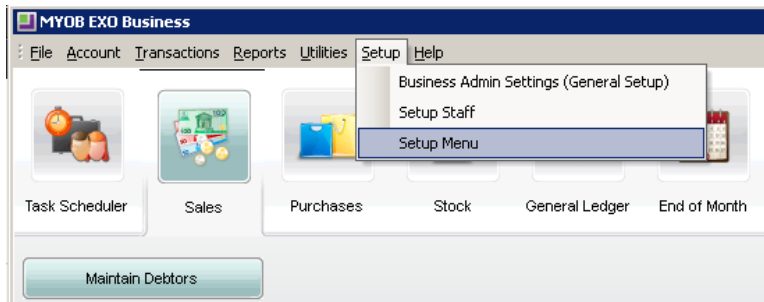 MYOB EXO Business
File Account Transactions Reports Utilities Setup Help
Business Admin Settings (General Setup)
Setup Staff
Setup Menu
Task Scheduler Sales Purchases Stock General Ledger End of Month
Maintain Debtors